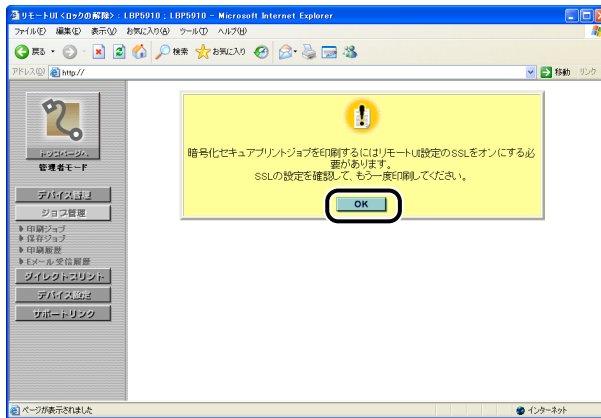 リモートUI <ロックの解除> : LBP5910 ; LBP5910 - Microsoft Internet Explorer
ファイル(F) 編集(E) 表示(V) お気に入り(A) ツール(T) ヘルプ(H)
戻る 検索 お気に入り
アドレス(D) http:// 移動 リンク
トップページへ
管理者モード
デバイス管理
ジョブ管理
印刷ジョブ
保存ジョブ
印刷履歴
Eメール受信履歴
ダイレクトプリント
デバイス設定
サポートリンク
暗号化セキュアプリントジョブを印刷するにはリモートUI設定のSSLをオンにする必
要があります。
SSLの設定を確認して、もう一度印刷してください。
OK
ページが表示されました インターネット